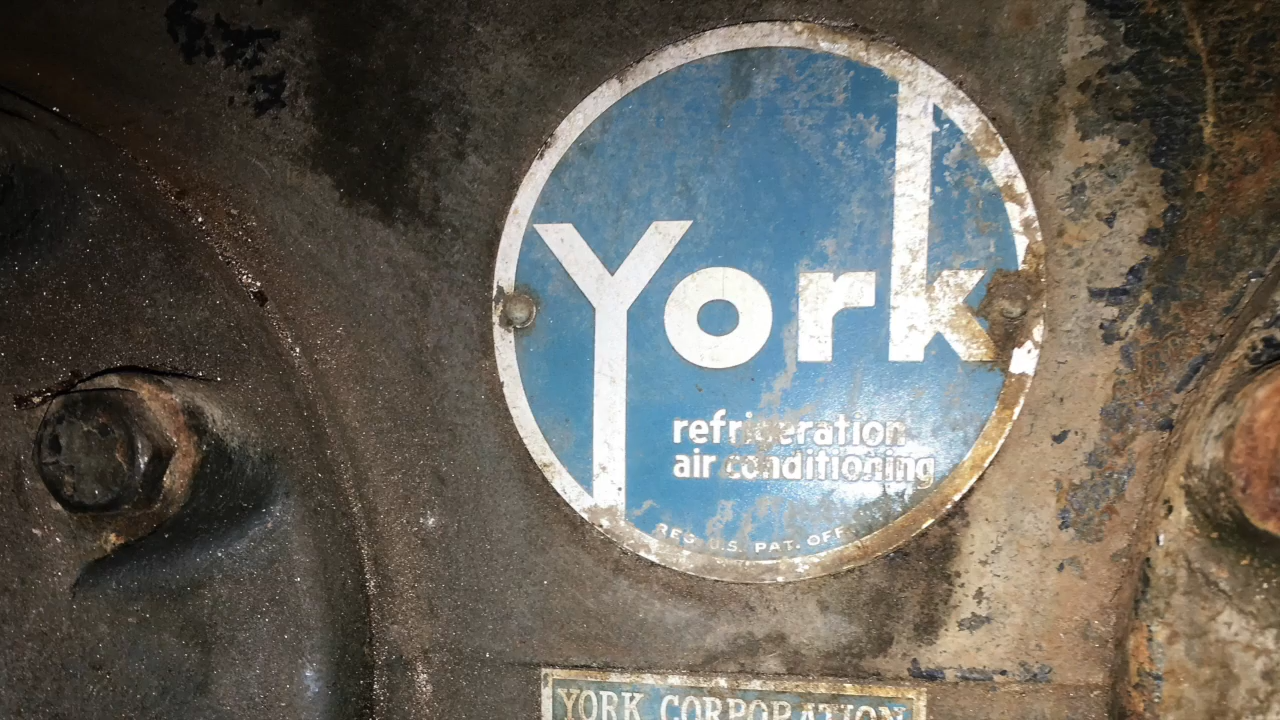 York
refrigeration
air conditioning
REG. U.S. PAT. OFF.
YORK CORPORATION